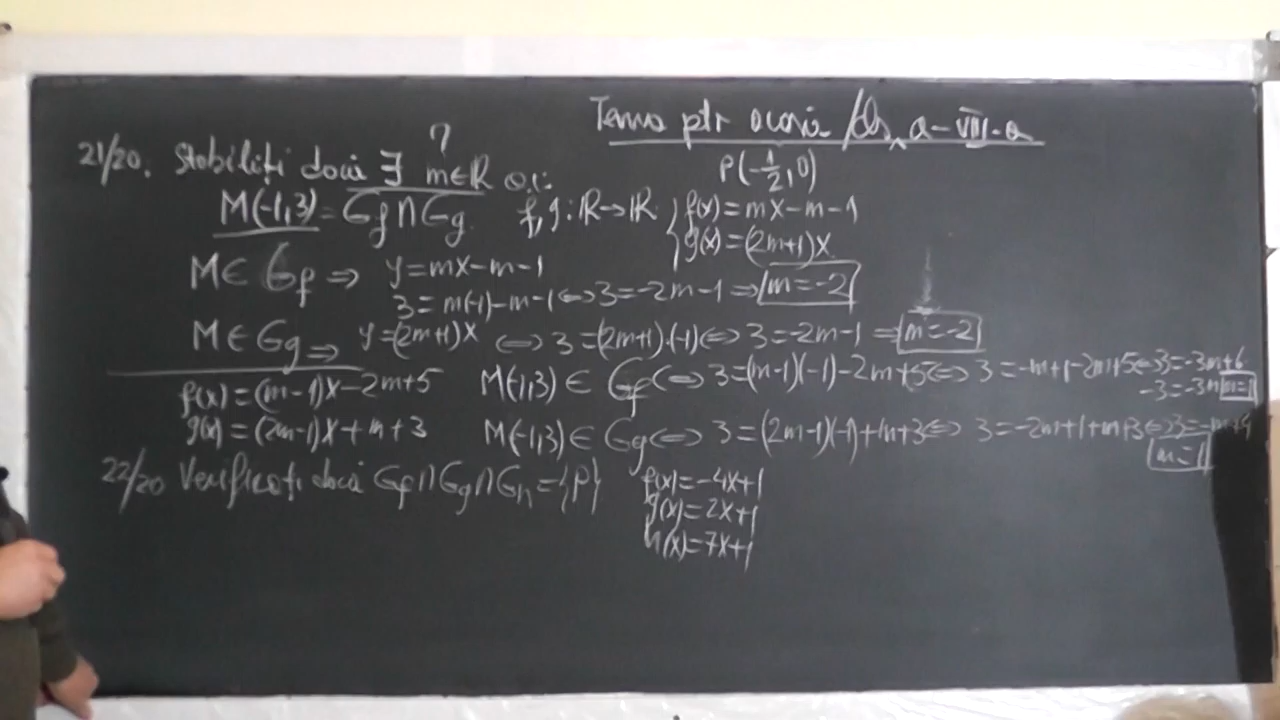 Tema ptr acasă cls a-VIII-a
21/20. Stabiliți dacă ∃ m∈ℝ a.î. ?
P(-1/2, 0)
M(-1,3) = Gf∩Gg f,g:ℝ→ℝ f(x)=mx-m-1
g(x)=(2m+1)x
M∈Gf ⇒ y=mx-m-1
3=m(-1)-m-1⇔3=-2m-1⇒ m=-2
M∈Gg ⇒ y=(2m+1)x ⇔ 3=(2m+1)·(-1)⇔ 3=-2m-1 ⇒ m=-2
f(x)=(m-1)x-2m+5 M(-1,3)∈Gf⇔3=(m-1)(-1)-2m+5⇔ 3=-m+1-2m+5⇔3=-3m+6
-3=-3m m=1
g(x)=(2m-1)x+m+3 M(-1,3)∈Gg⇔ 3=(2m-1)(-1)+m+3⇔ 3=-2m+1+m+3⇔3=-m+4
m=1
22/20 Verificați dacă Gf∩Gg∩Gh={P} f(x)=-4x+1
g(x)=2x+1
h(x)=7x+1